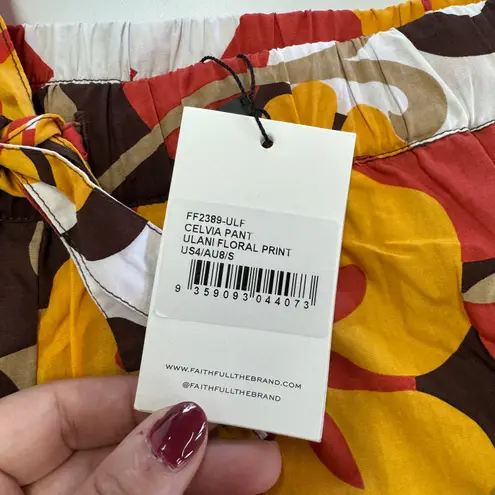 FF2389-ULF
CELVIA PANT
ULANI FLORAL PRINT
US4/AU8/S
9 359093 044073
WWW.FAITHFULLTHEBRAND.COM
@FAITHFULLTHEBRAND